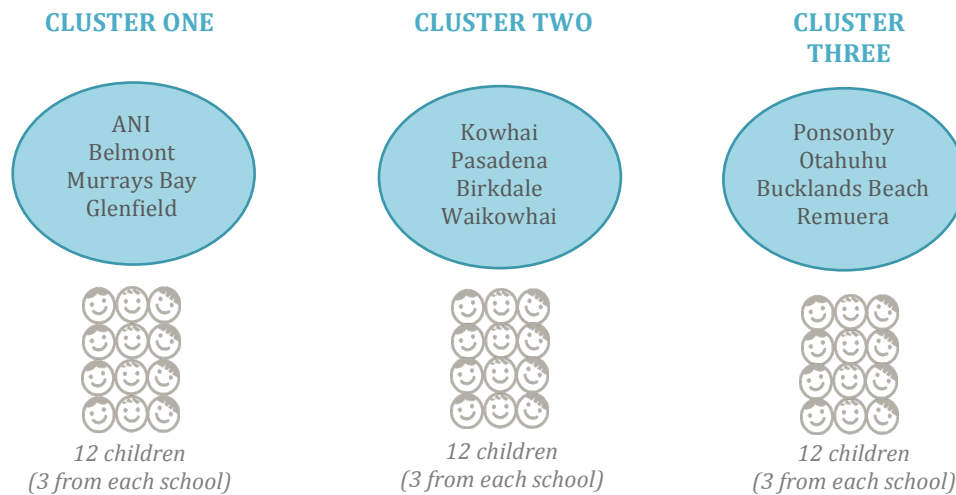 CLUSTER ONE
ANI
Belmont
Murrays Bay
Glenfield
12 children
(3 from each school)
CLUSTER TWO
Kowhai
Pasadena
Birkdale
Waikowhai
12 children
(3 from each school)
CLUSTER
THREE
Ponsonby
Otahuhu
Bucklands Beach
Remuera
12 children
(3 from each school)